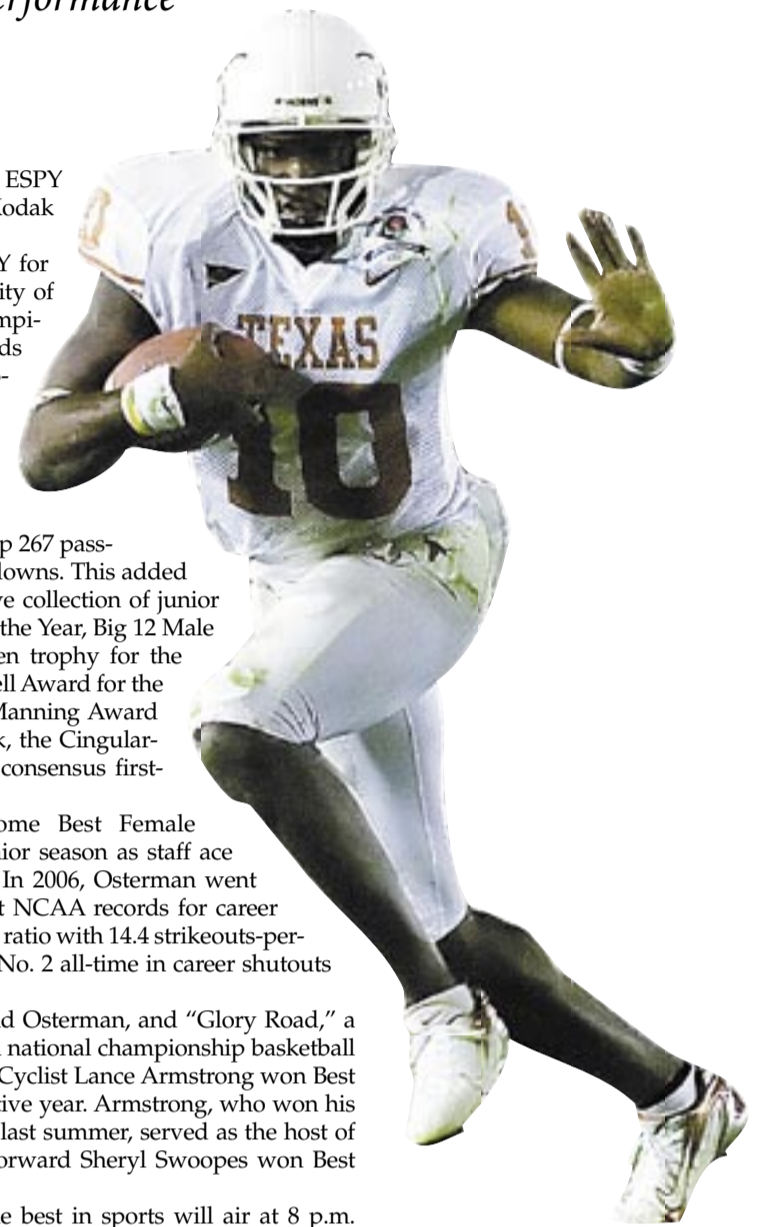 erformance
ESPY
Kodak
Y for
ity of
mpi-
ds
TEXAS
10
p 267 pass-
downs. This added
ve collection of junior
the Year, Big 12 Male
en trophy for the
ell Award for the
Manning Award
k, the Cingular-
consensus first-
ome Best Female
nior season as staff ace
In 2006, Osterman went
t NCAA records for career
ratio with 14.4 strikeouts-per-
No. 2 all-time in career shutouts
nd Osterman, and “Glory Road,” a
national championship basketball
Cyclist Lance Armstrong won Best
tive year. Armstrong, who won his
last summer, served as the host of
orward Sheryl Swoopes won Best
e best in sports will air at 8 p.m.